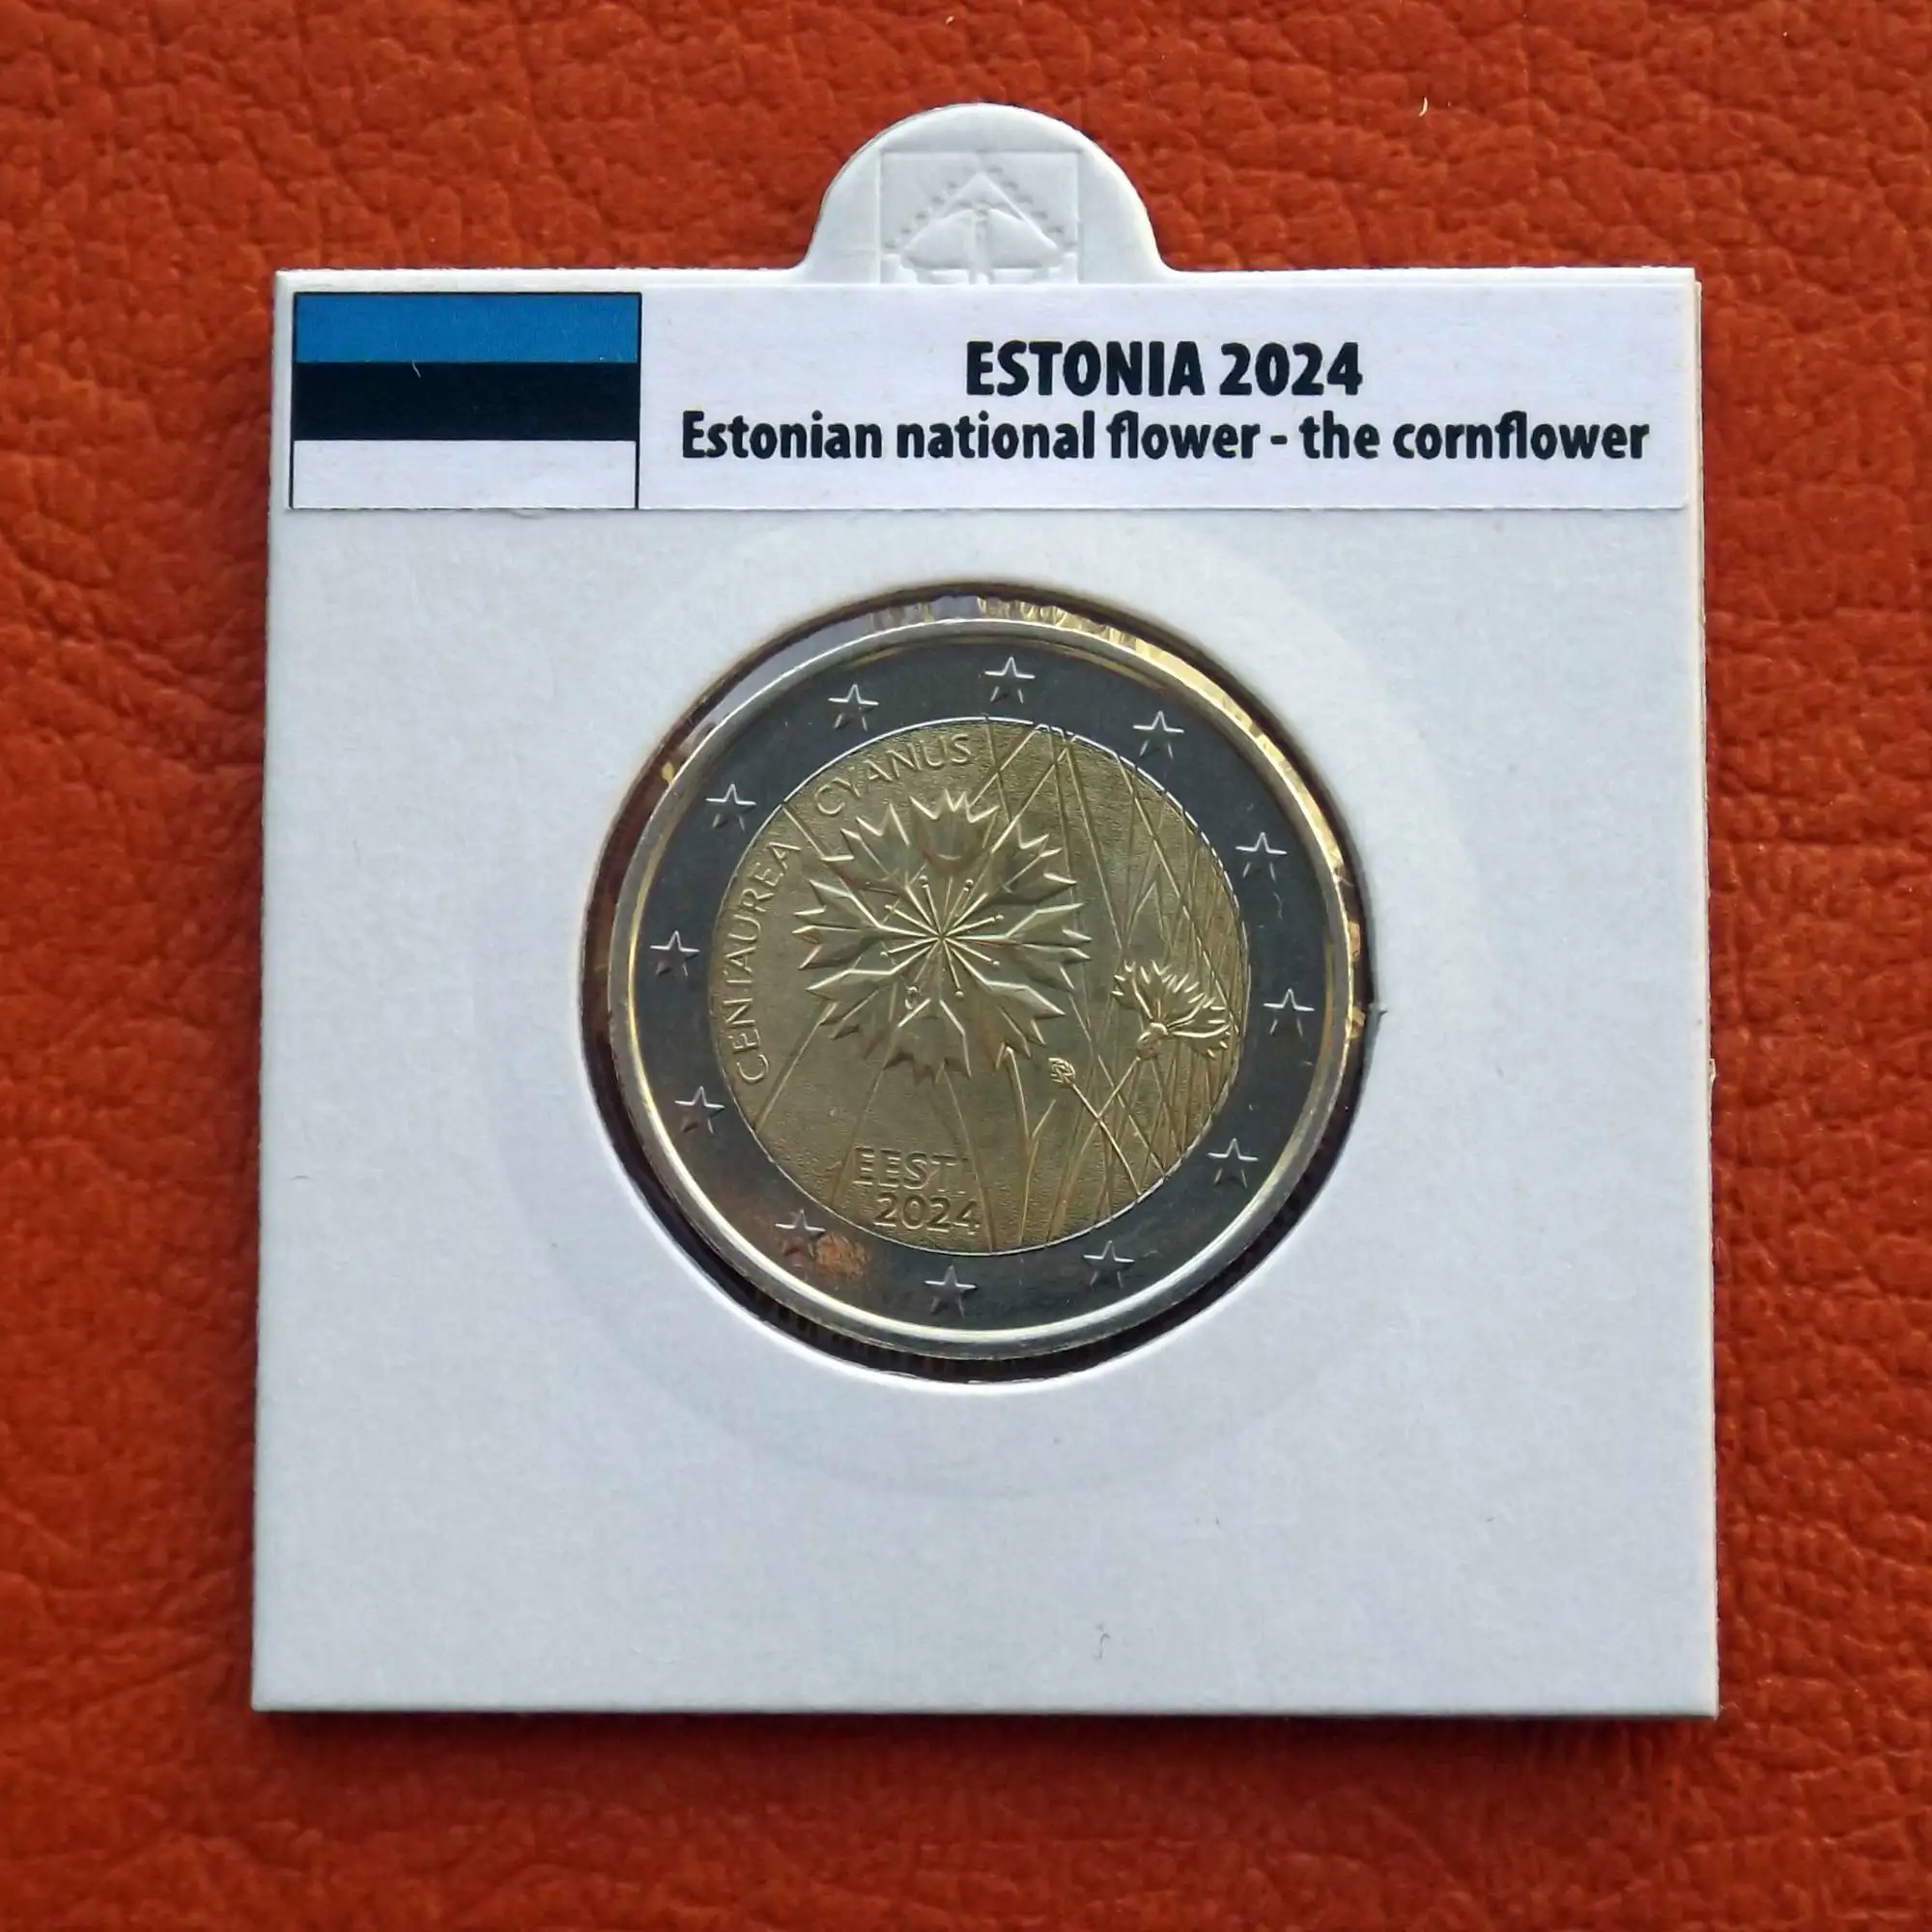 ESTONIA 2024
Estonian national flower - the cornflower
CENTAUREA CYANUS
EESTI
2024